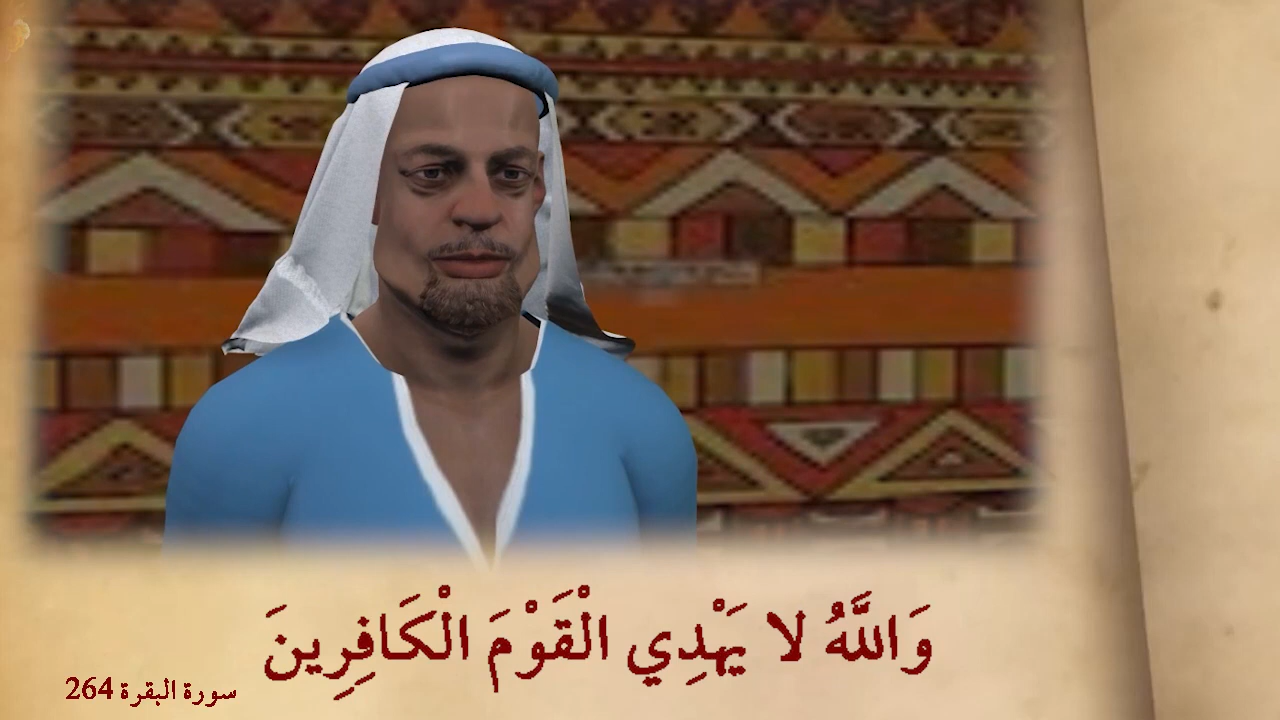 وَاللَّهُ لا يَهْدِي الْقَوْمَ الْكَافِرِينَ
سورة البقرة 264